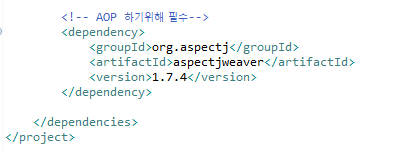 <!-- AOP 하기위해 필수-->
<dependency>
<groupId>org.aspectj</groupId>
<artifactId>aspectjweaver</artifactId>
<version>1.7.4</version>
</dependency>
</dependencies>
</project>